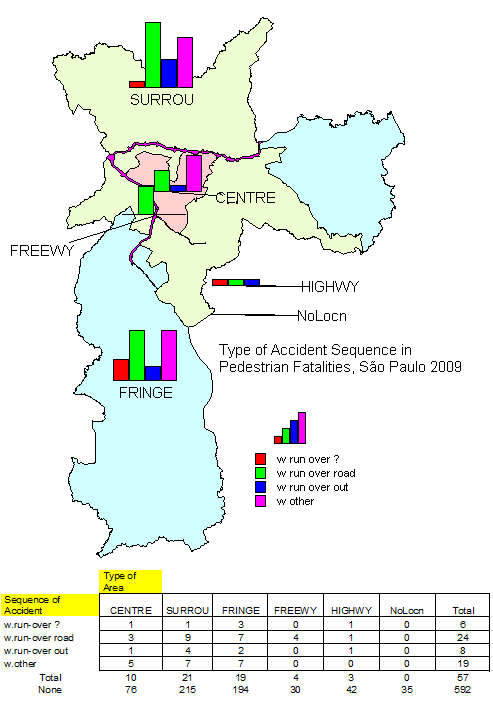 SURROU
CENTRE
FREEWY
HIGHWY
NoLocn
Type of Accident Sequence in
Pedestrian Fatalities, São Paulo 2009
FRINGE
w run over ?
w run over road
w run over out
w other
Type of
Area
Sequence of
Accident CENTRE SURROU FRINGE FREEWY HIGHWY NoLocn Total
w.run-over ? 1 1 3 0 1 0 6
w.run-over road 3 9 7 4 1 0 24
w.run-over out 1 4 2 0 1 0 8
w.other 5 7 7 0 0 0 19
Total 10 21 19 4 3 0 57
None 76 215 194 30 42 35 592